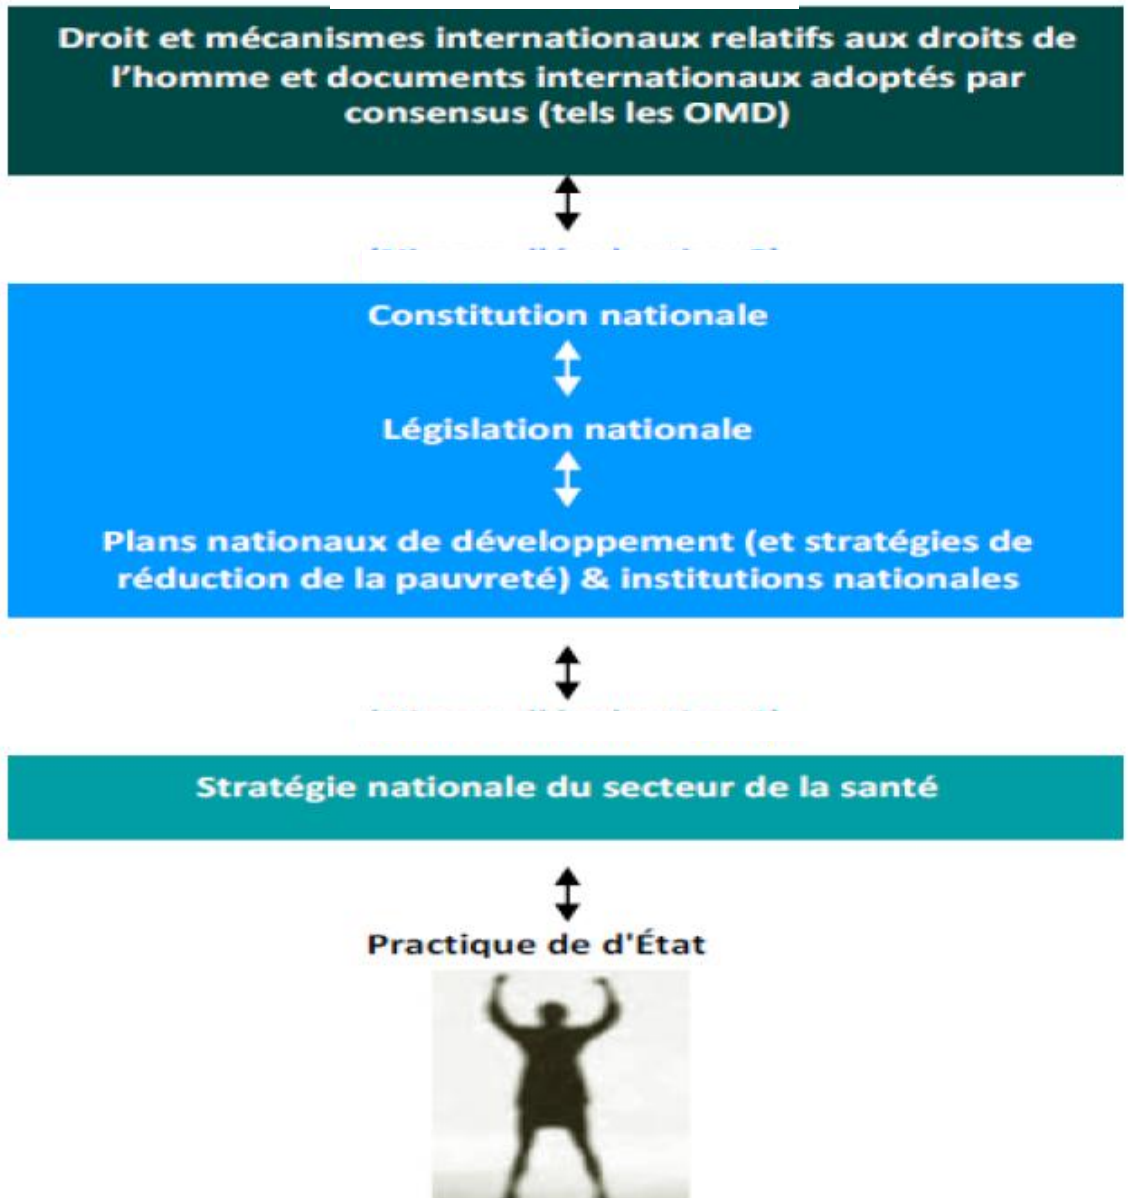 Droit et mécanismes internationaux relatifs aux droits de
l'homme et documents internationaux adoptés par
consensus (tels les OMD)
Constitution nationale
Législation nationale
Plans nationaux de développement (et stratégies de
réduction de la pauvreté) & institutions nationales
Stratégie nationale du secteur de la santé
Practique de d'État